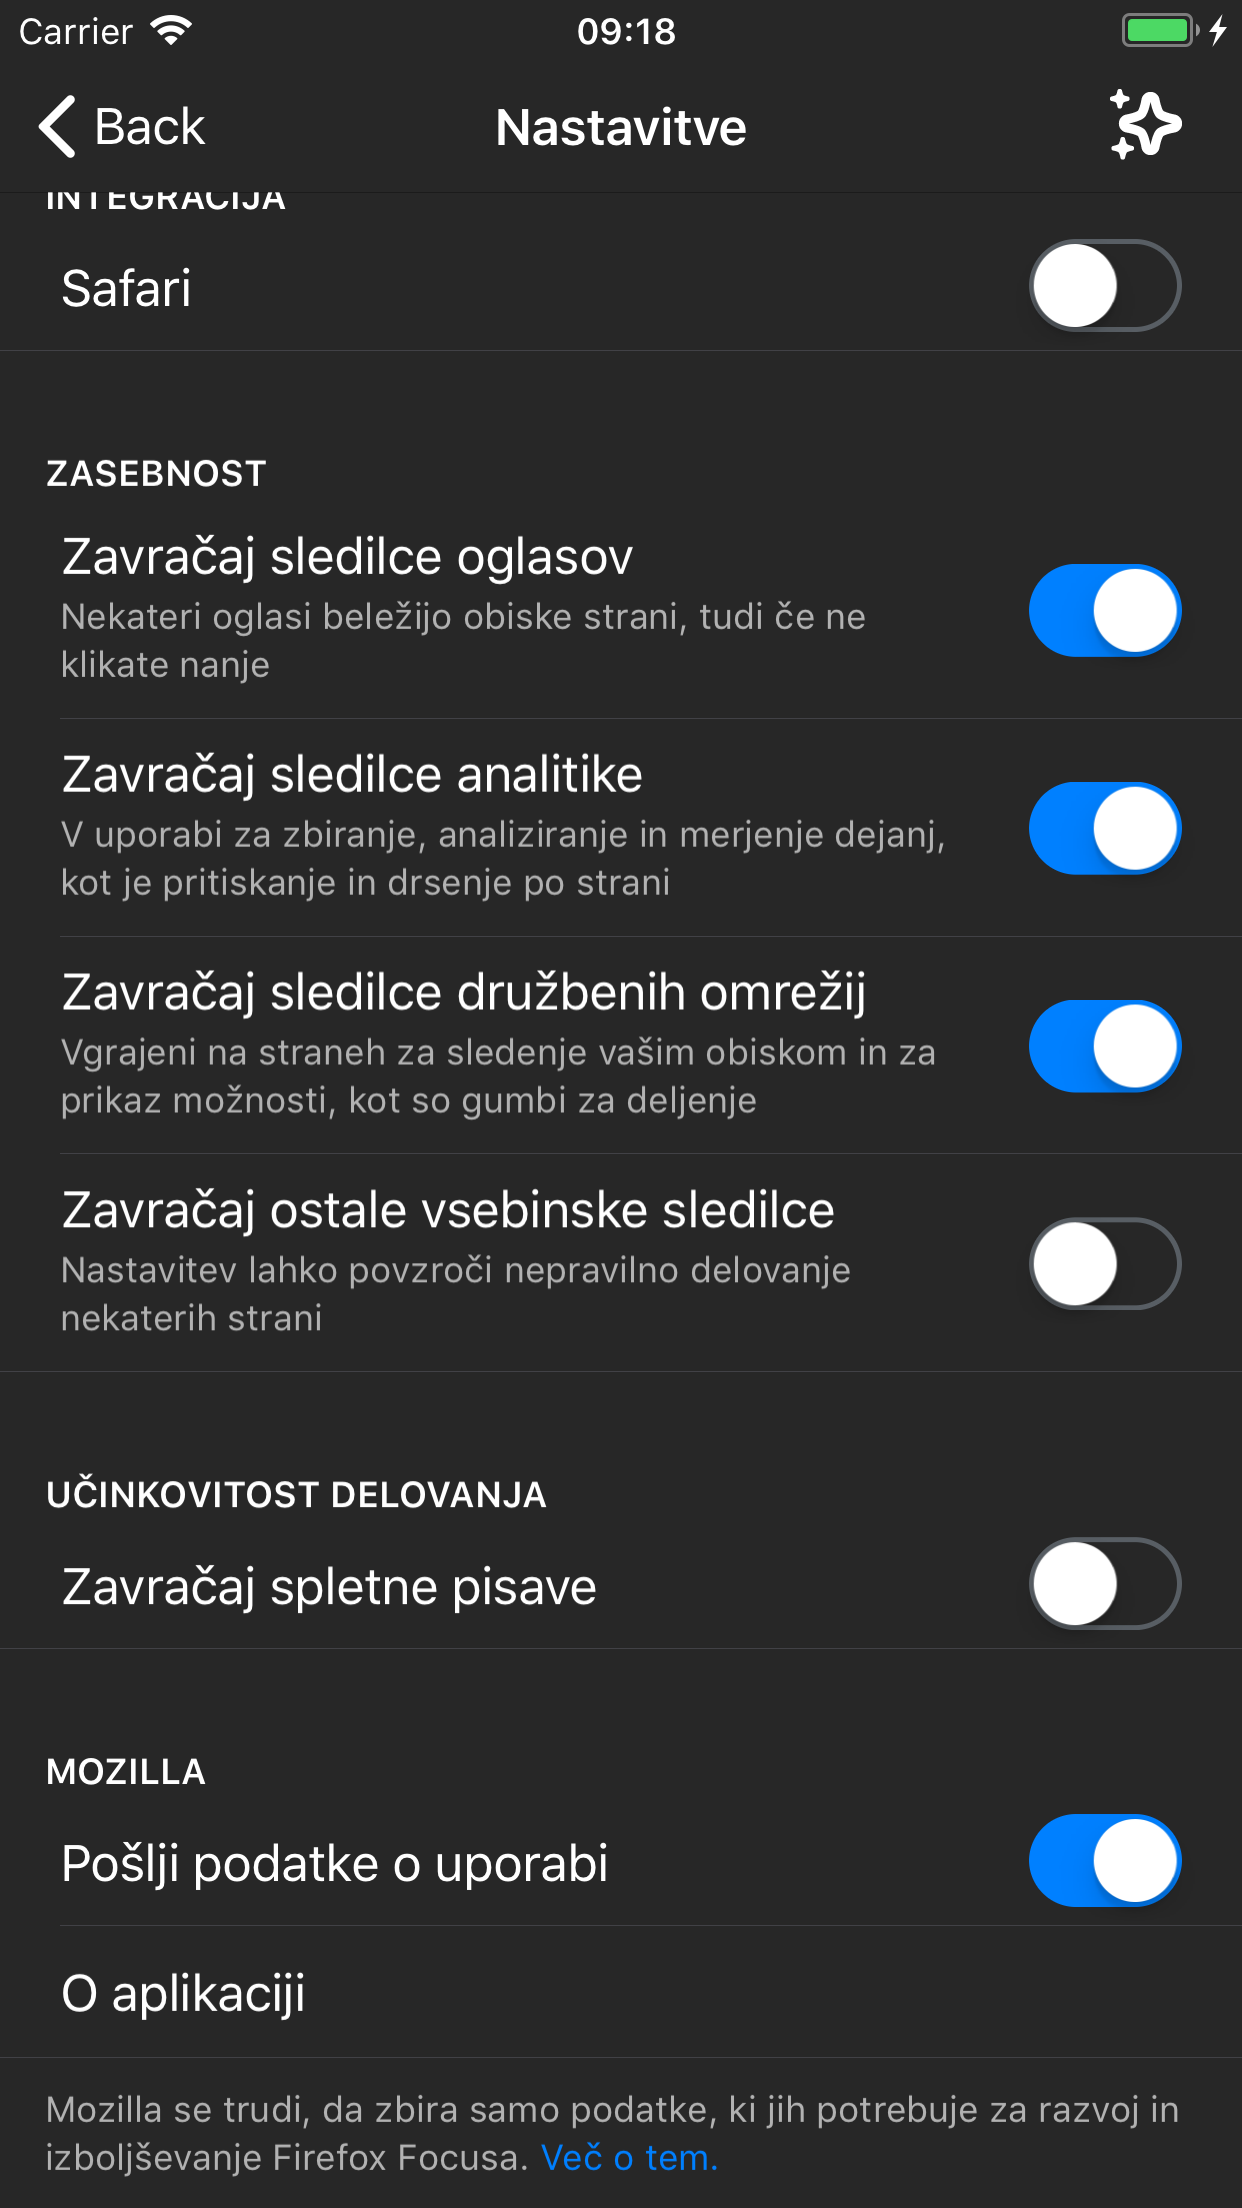 Carrier
09:18
Back
Nastavitve
INTEGRACIJA
Safari
ZASEBNOST
Zavračaj sledilce oglasov
Nekateri oglasi beležijo obiske strani, tudi če ne
klikate nanje
Zavračaj sledilce analitike
V uporabi za zbiranje, analiziranje in merjenje dejanj,
kot je pritiskanje in drsenje po strani
Zavračaj sledilce družbenih omrežij
Vgrajeni na straneh za sledenje vašim obiskom in za
prikaz možnosti, kot so gumbi za deljenje
Zavračaj ostale vsebinske sledilce
Nastavitev lahko povzroči nepravilno delovanje
nekaterih strani
UČINKOVITOST DELOVANJA
Zavračaj spletne pisave
MOZILLA
Pošlji podatke o uporabi
O aplikaciji
Mozilla se trudi, da zbira samo podatke, ki jih potrebuje za razvoj in
izboljševanje Firefox Focusa. Več o tem.